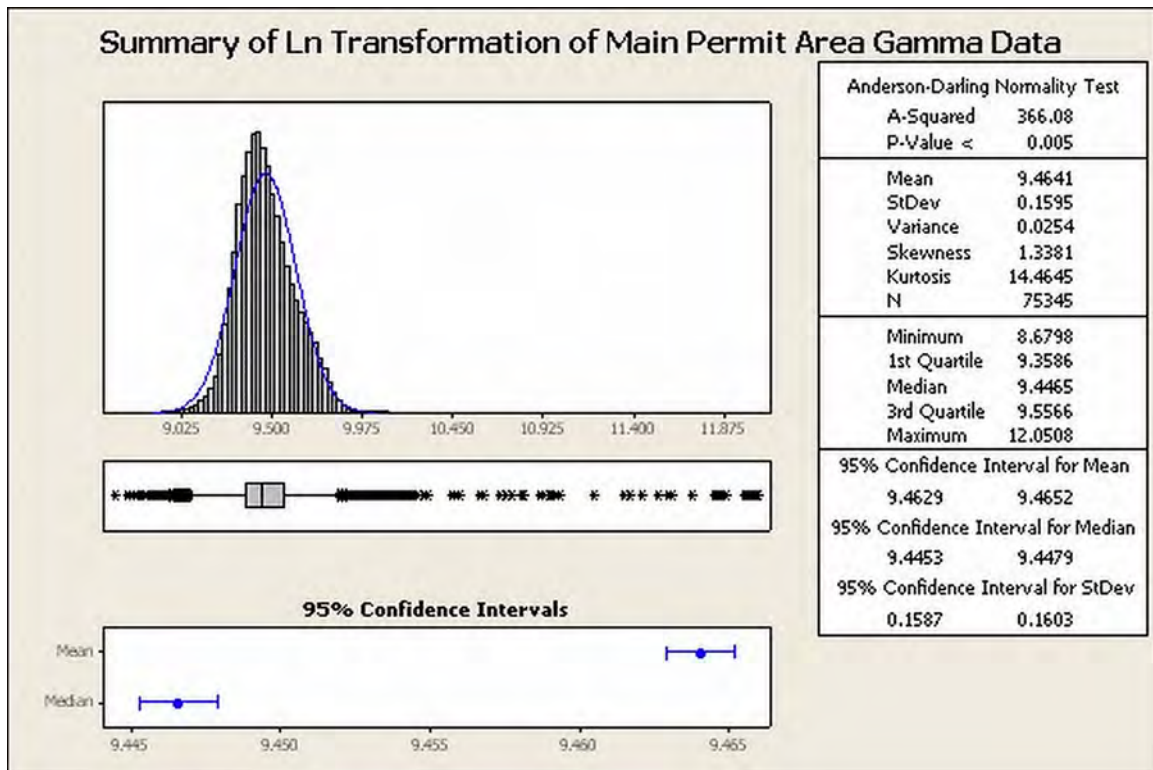 Summary of Ln Transformation of Main Permit Area Gamma Data
9.025 9.500 9.975 10.450 10.925 11.400 11.875
95% Confidence Intervals
Mean
Median
9.445 9.450 9.455 9.460 9.465
Anderson-Darling Normality Test
A-Squared 366.08
P-Value < 0.005
Mean 9.4641
StDev 0.1595
Variance 0.0254
Skewness 1.3381
Kurtosis 14.4645
N 75345
Minimum 8.6798
1st Quartile 9.3586
Median 9.4465
3rd Quartile 9.5566
Maximum 12.0508
95% Confidence Interval for Mean
9.4629 9.4652
95% Confidence Interval for Median
9.4453 9.4479
95% Confidence Interval for StDev
0.1587 0.1603